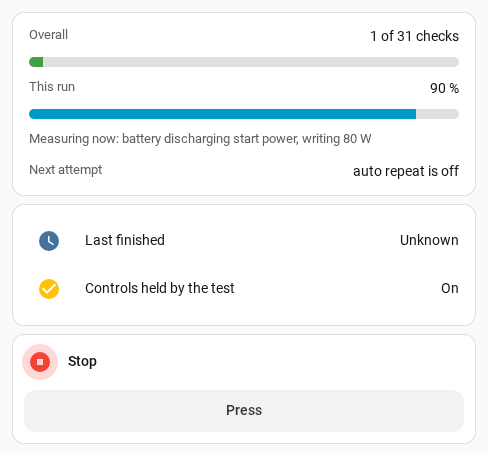 Overall 1 of 31 checks
This run 90 %
Measuring now: battery discharging start power, writing 80 W
Next attempt auto repeat is off
Last finished Unknown
Controls held by the test On
Stop
Press